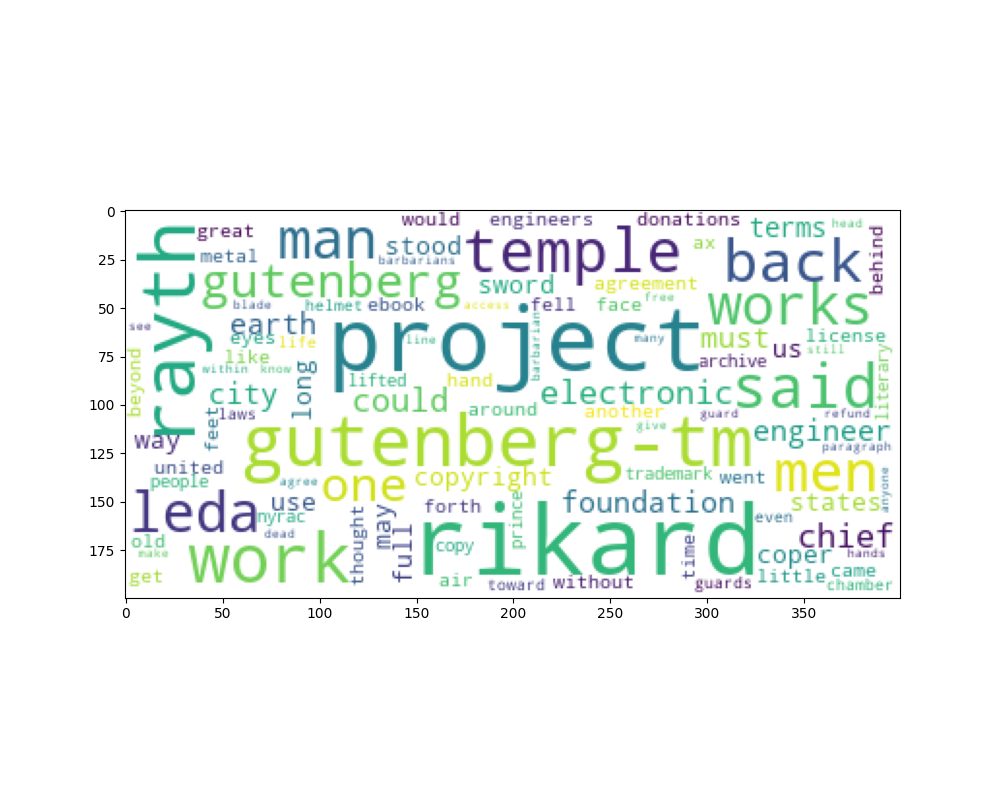 0
25
50
75
100
125
150
175
0 50 100 150 200 250 300 350
would engineers donations head
great man stood temple ax terms behind
metal barbarians back
rayth gutenberg sword agreement
blade helmet ebook access fell face free works
see earth project many must license
eyes life line barbarian us still
like archive
within know
beyond lifted hand said literary
city long could electronic
feet laws around another guard refund
give
way gutenberg-tm engineer
paragraph
united copyright trademark went men anyone
people agree one
leda use forth prince foundation states
nyrac may even
dead thought full rikard time chief
old work copy hands
make coper
get air toward without guards little came
chamber